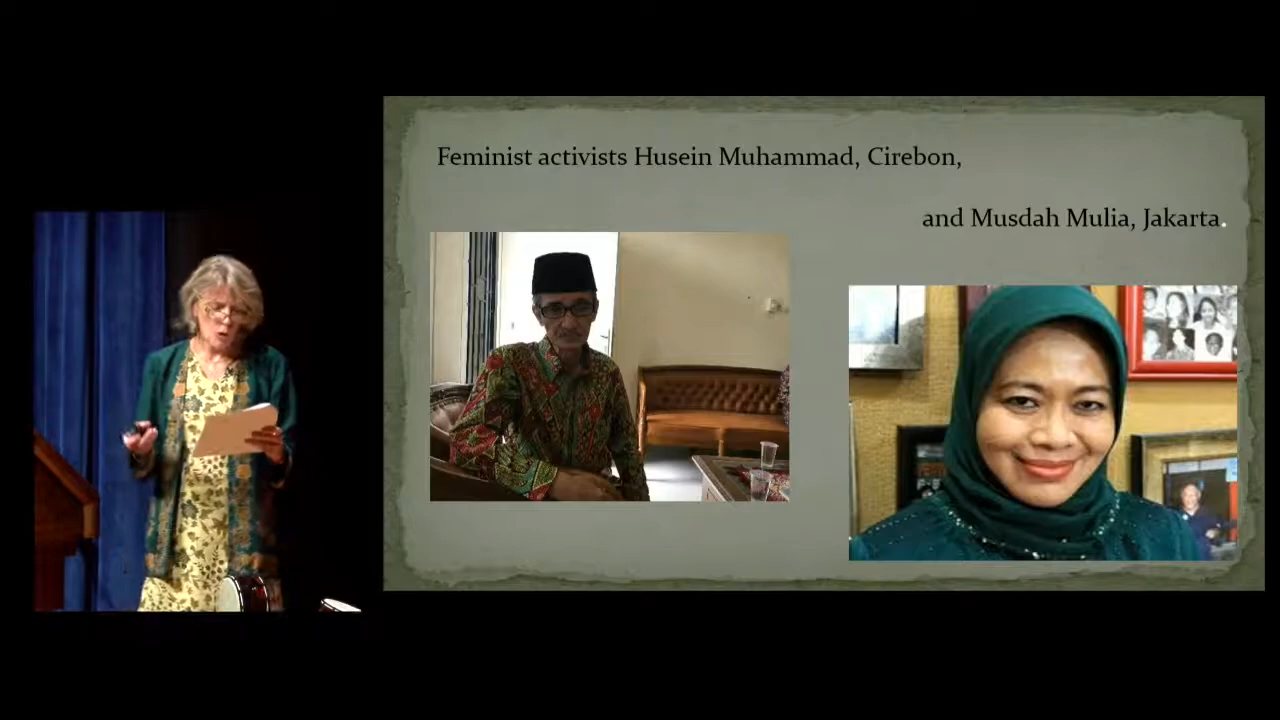 Feminist activists Husein Muhammad, Cirebon,
and Musdah Mulia, Jakarta.